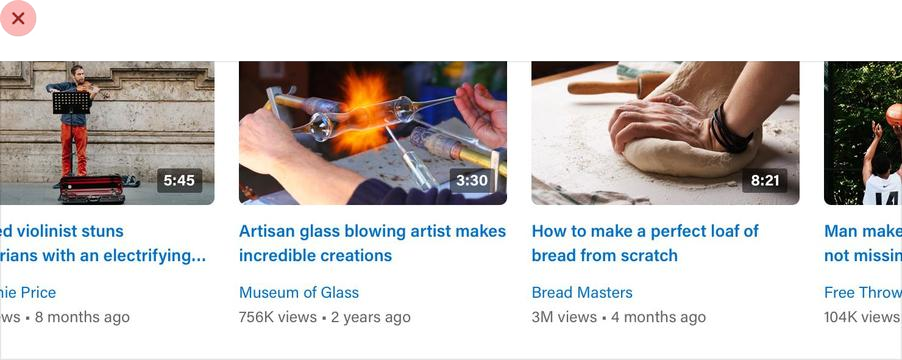 5:45
ed violinist stuns
rians with an electrifying...
nie Price
ws • 8 months ago
3:30
Artisan glass blowing artist makes
incredible creations
Museum of Glass
756K views • 2 years ago
8:21
How to make a perfect loaf of
bread from scratch
Bread Masters
3M views • 4 months ago
14
Man make
not missin
Free Throw
104K views